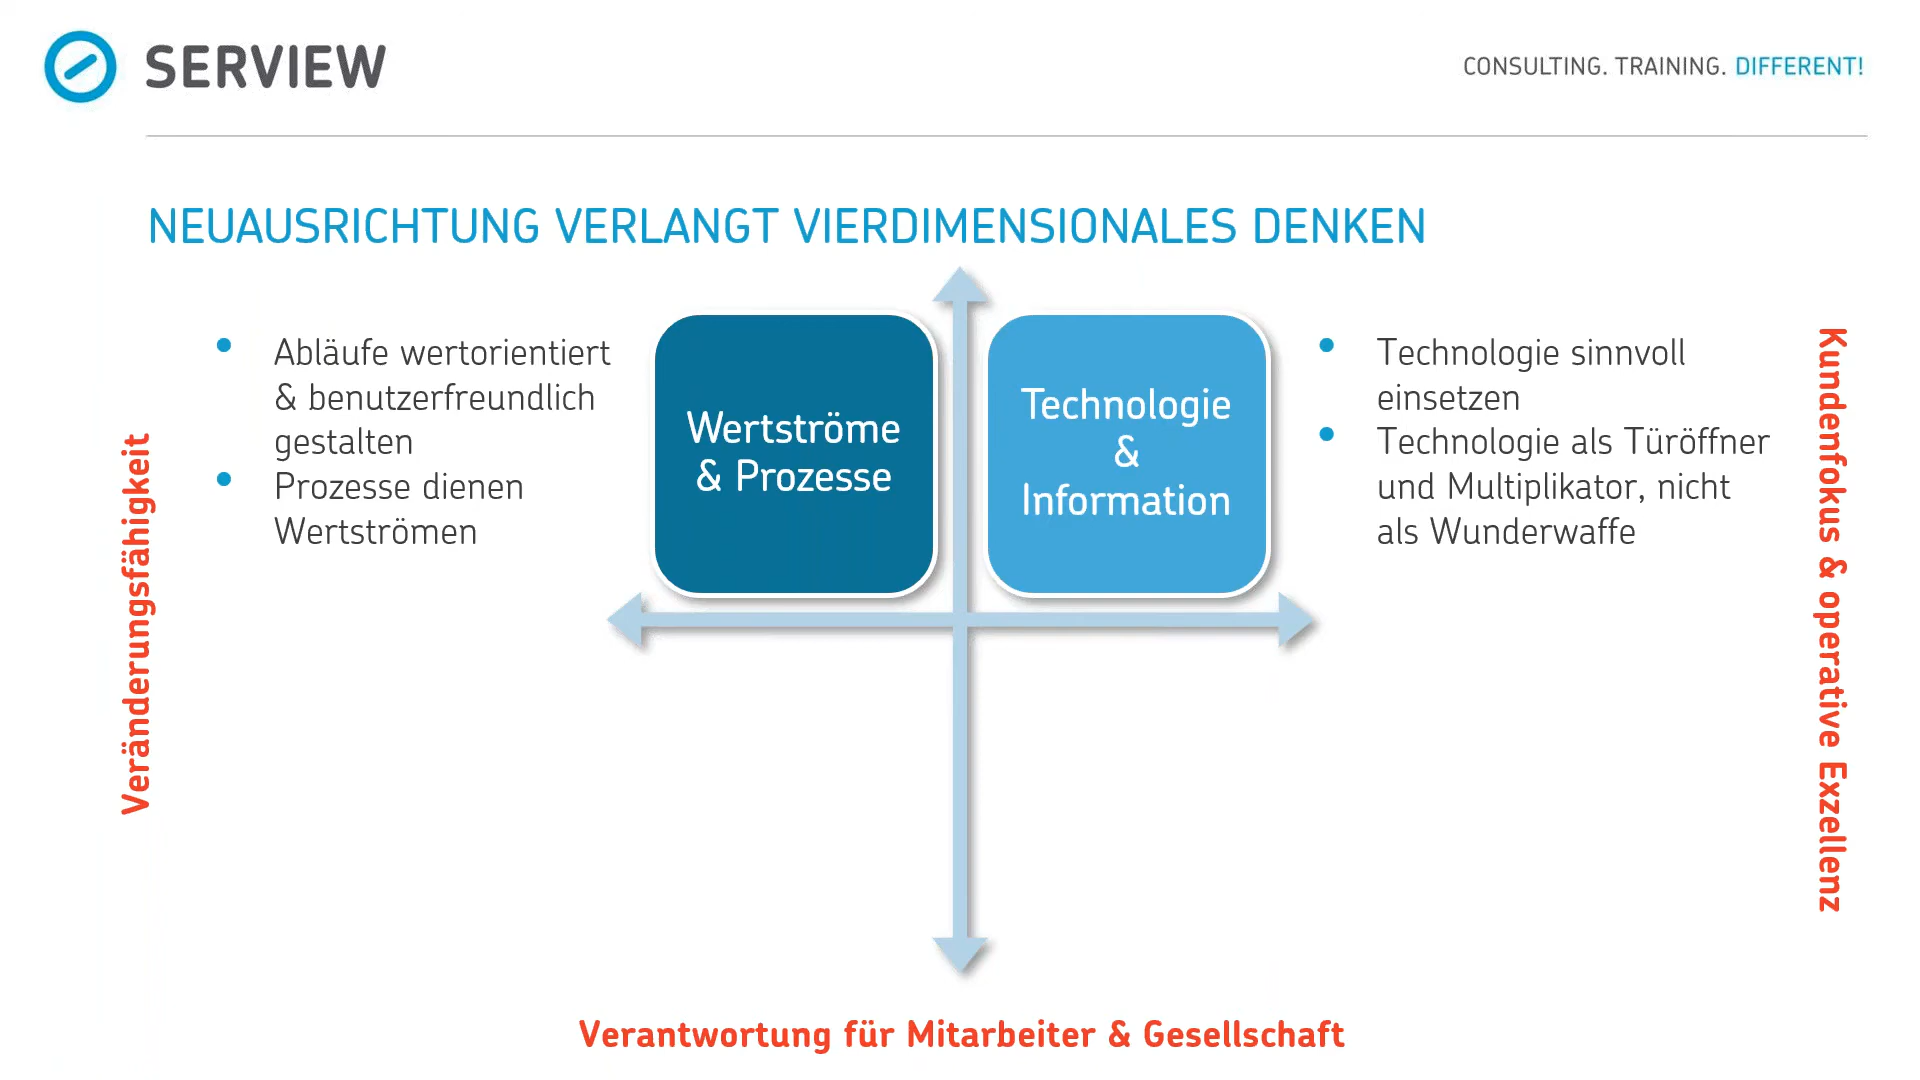 SERVIEW
CONSULTING. TRAINING. DIFFERENT!
NEUAUSRICHTUNG VERLANGT VIERDIMENSIONALES DENKEN
• Abläufe wertorientiert
& benutzerfreundlich
gestalten
• Prozesse dienen
Wertströmen
Wertströme
& Prozesse
Technologie
&
Information
• Technologie sinnvoll
einsetzen
• Technologie als Türöffner
und Multiplikator, nicht
als Wunderwaffe
Veränderungsfähigkeit
Kundenfokus & operative Exzellenz
Verantwortung für Mitarbeiter & Gesellschaft